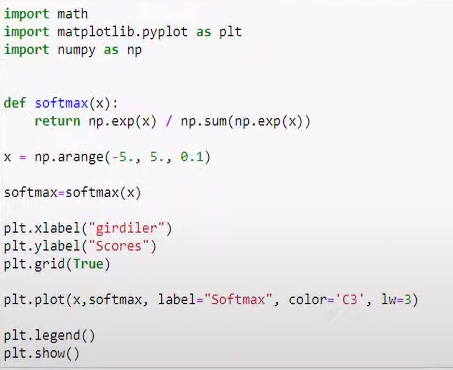 import math
import matplotlib.pyplot as plt
import numpy as np
def softmax(x):
    return np.exp(x) / np.sum(np.exp(x))
x = np.arange(-5., 5., 0.1)
softmax=softmax(x)
plt.xlabel("girdiler")
plt.ylabel("Scores")
plt.grid(True)
plt.plot(x,softmax, label="Softmax", color='C3', lw=3)
plt.legend()
plt.show()